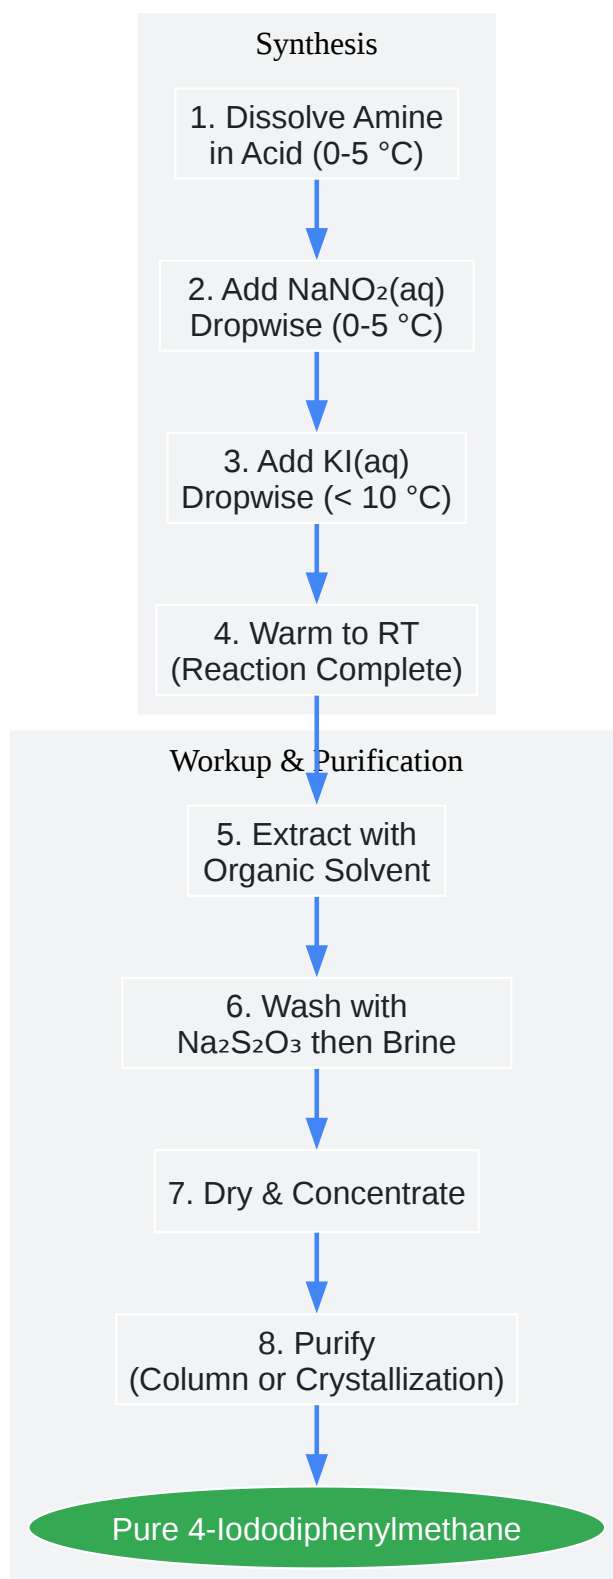 Synthesis
1. Dissolve Amine
in Acid (0-5 °C)
2. Add NaNO₂(aq)
Dropwise (0-5 °C)
3. Add KI(aq)
Dropwise (< 10 °C)
4. Warm to RT
(Reaction Complete)
Workup & Purification
5. Extract with
Organic Solvent
6. Wash with
Na₂S₂O₃ then Brine
7. Dry & Concentrate
8. Purify
(Column or Crystallization)
Pure 4-Iododiphenylmethane